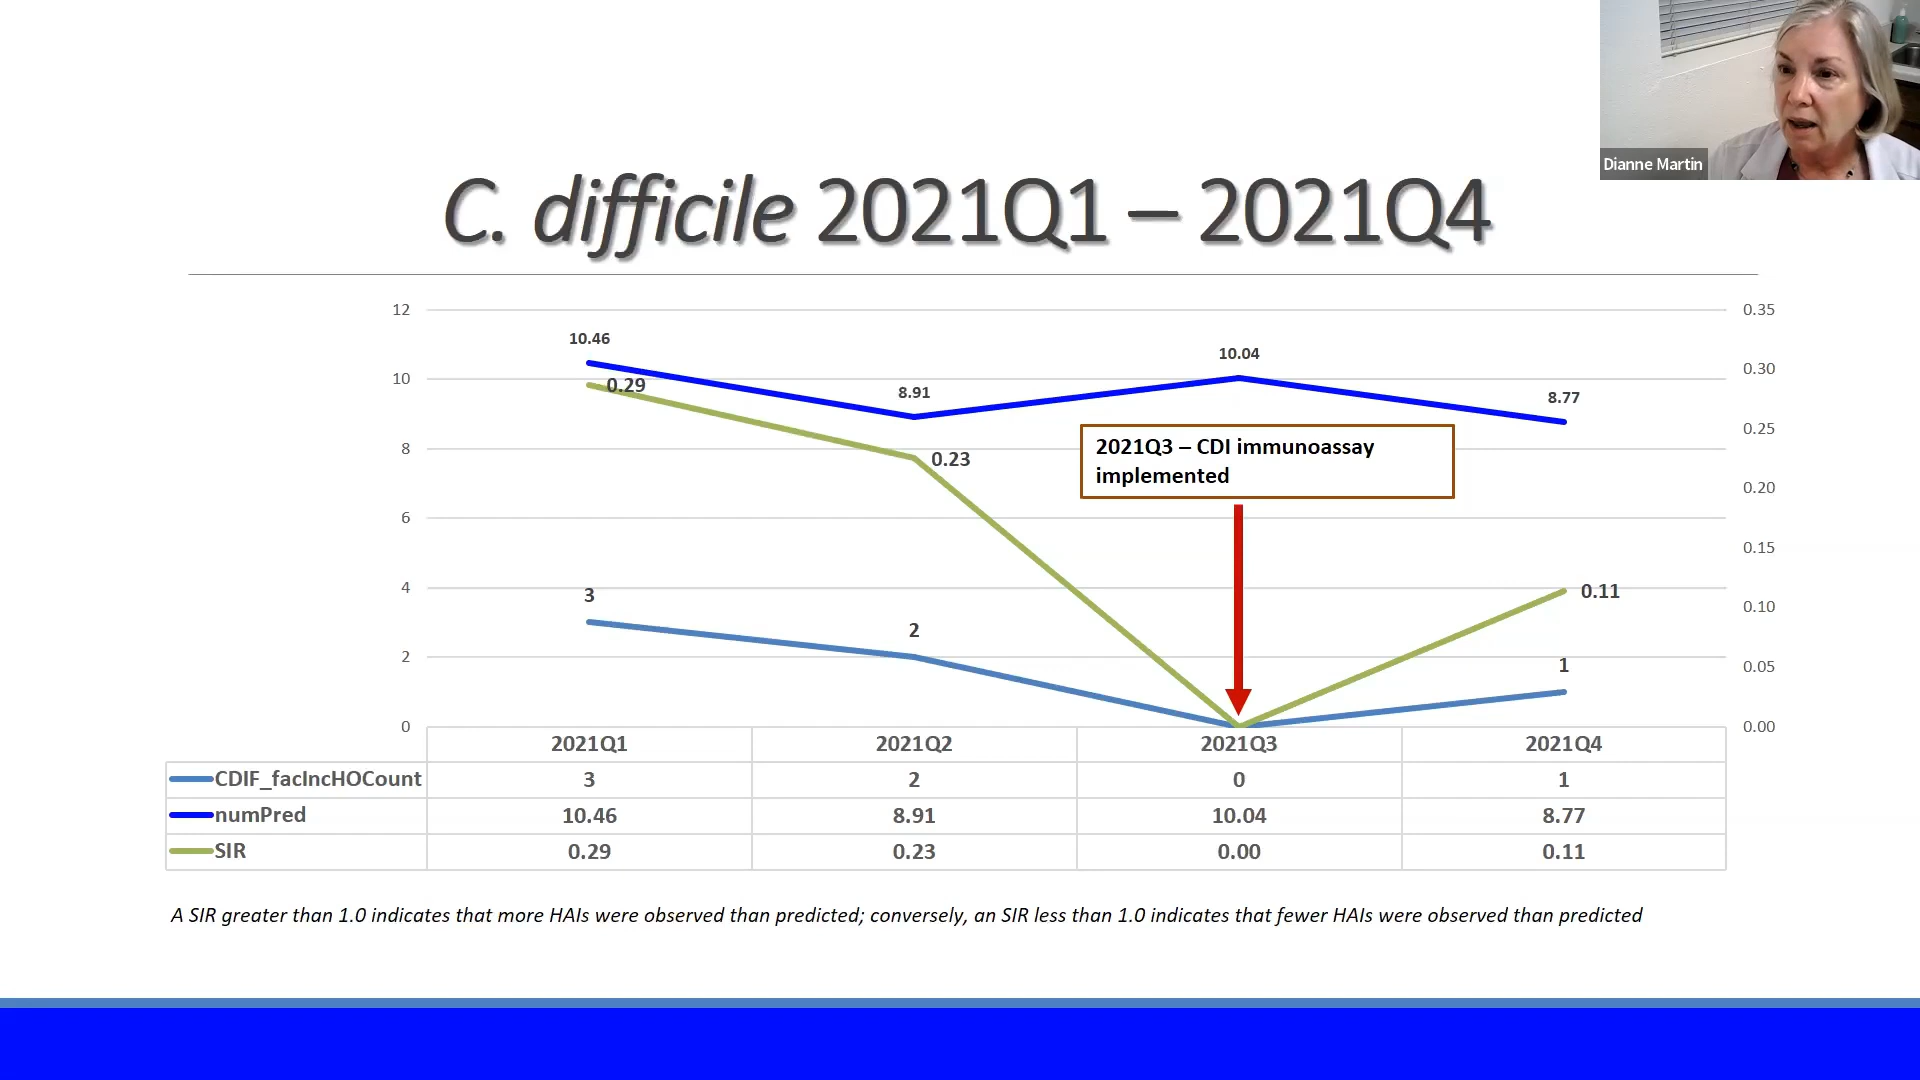 Dianne Martin
C. difficile 2021Q1 – 2021Q4
12
10
8
6
4
2
0
0.35
0.30
0.25
0.20
0.15
0.10
0.05
0.00
10.46
8.91
10.04
8.77
0.29
0.23
0.11
3
2
1
2021Q3 – CDI immunoassay
implemented
2021Q1 2021Q2 2021Q3 2021Q4
CDIF_facIncHOCount 3 2 0 1
numPred 10.46 8.91 10.04 8.77
SIR 0.29 0.23 0.00 0.11
A SIR greater than 1.0 indicates that more HAIs were observed than predicted; conversely, an SIR less than 1.0 indicates that fewer HAIs were observed than predicted